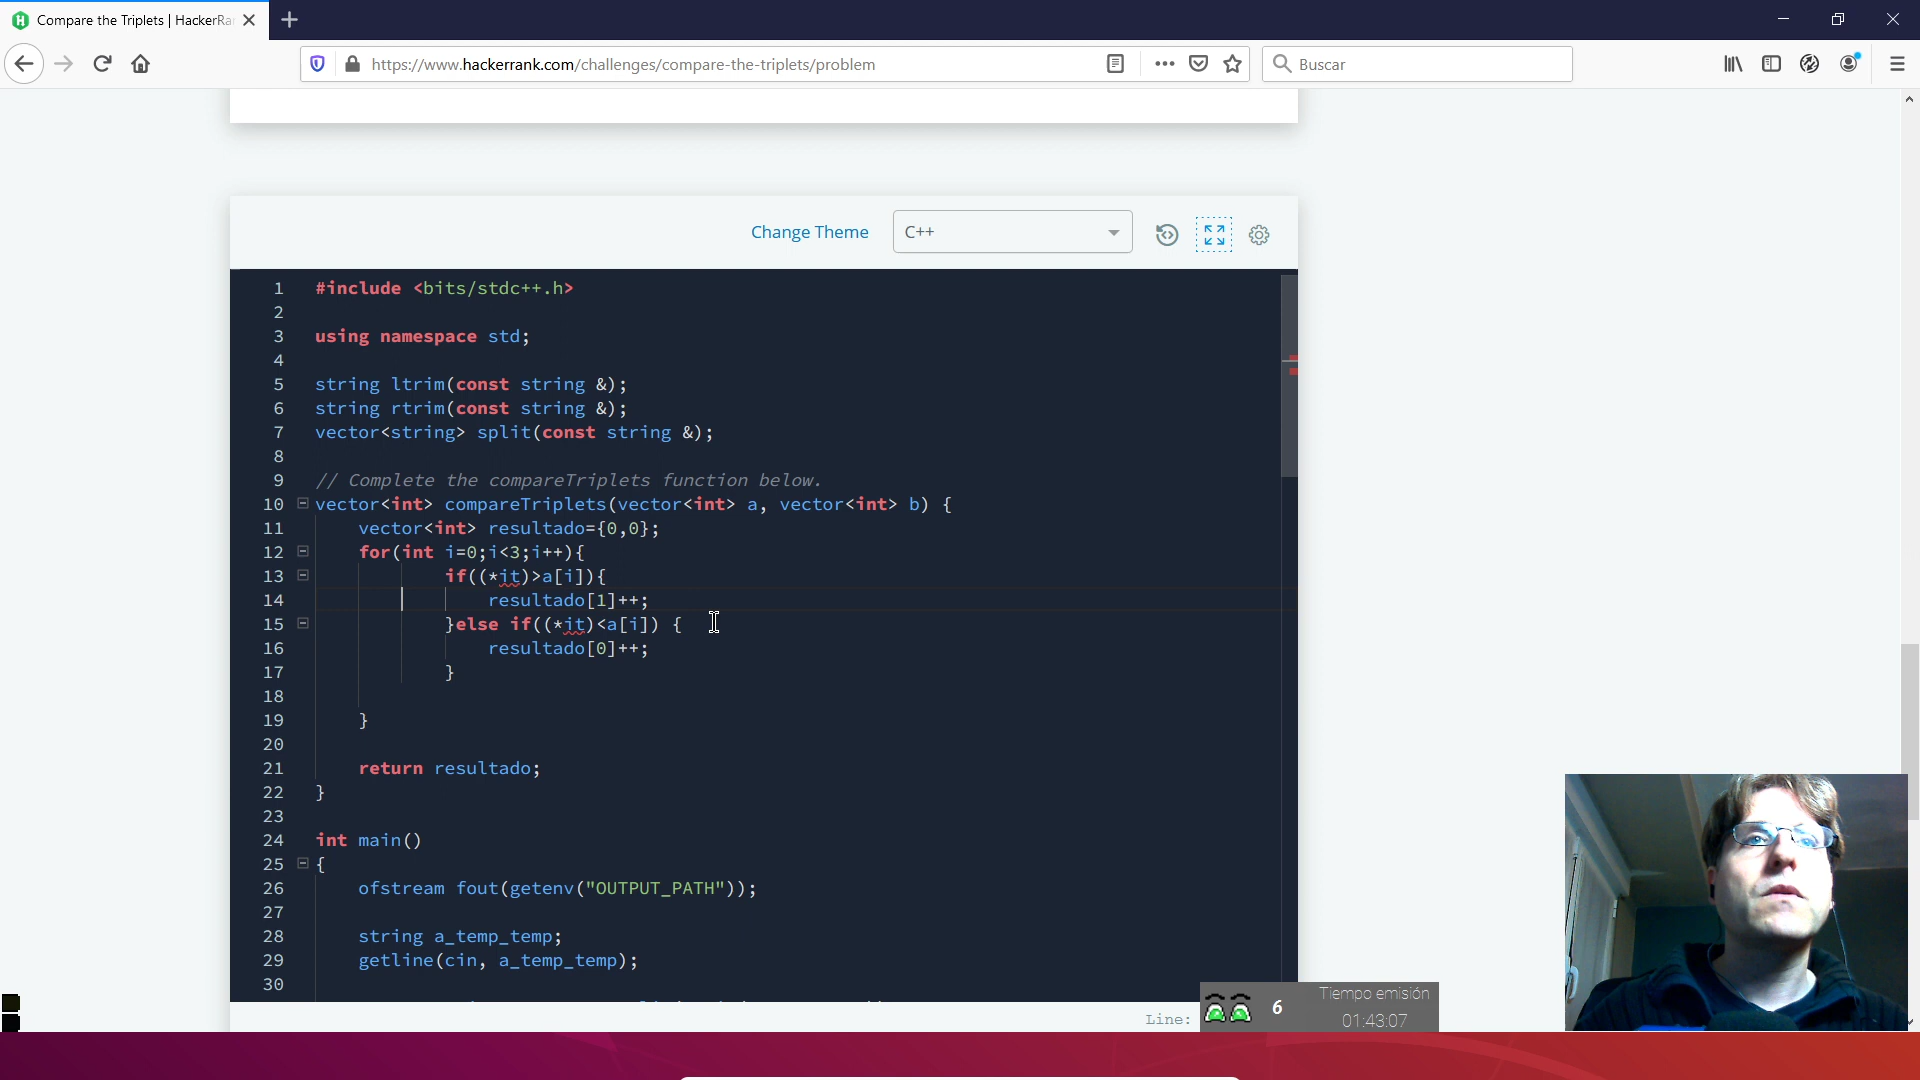 Compare the Triplets | HackerRa
https://www.hackerrank.com/challenges/compare-the-triplets/problem
Buscar
Change Theme
C++
1 #include <bits/stdc++.h>
2
3 using namespace std;
4
5 string ltrim(const string &);
6 string rtrim(const string &);
7 vector<string> split(const string &);
8
9 // Complete the compareTriplets function below.
10 vector<int> compareTriplets(vector<int> a, vector<int> b) {
11 vector<int> resultado={0,0};
12 for(int i=0;i<3;i++){
13 if((*it)>a[i]){
14 resultado[1]++;
15 }else if((*it)<a[i]) {
16 resultado[0]++;
17 }
18
19 }
20
21 return resultado;
22 }
23
24 int main()
25 {
26 ofstream fout(getenv("OUTPUT_PATH"));
27
28 string a_temp_temp;
29 getline(cin, a_temp_temp);
30
Line:
6
Tiempo emisión
01:43:07